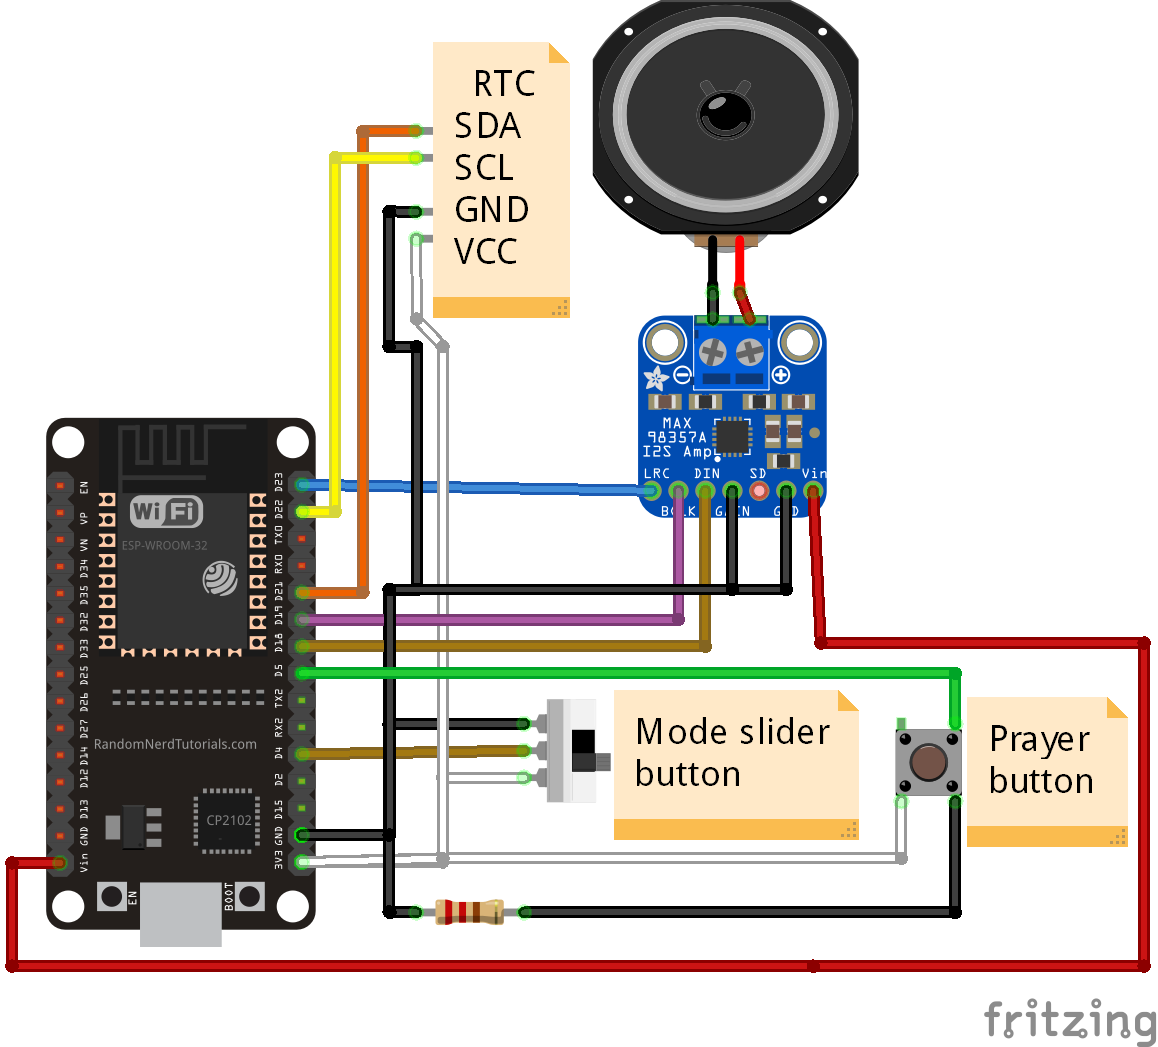 RTC
SDA
SCL
GND
VCC
MAX
98357A
I2S Amp
LRC DIN SD Vin
BCLK GAIN GND
EN
VP
VN
D34
D35
D32
D33
D25
D26
D27
D14
D12
D13
GND
Vin
WiFi
ESP-WROOM-32
RandomNerdTutorials.com
CP2102
EN
BOOT
D23
D22
TX0
RX0
D21
D19
D18
D5
TX2
RX2
D4
D2
D15
GND
3V3
Mode slider
button
Prayer
button
fritzing